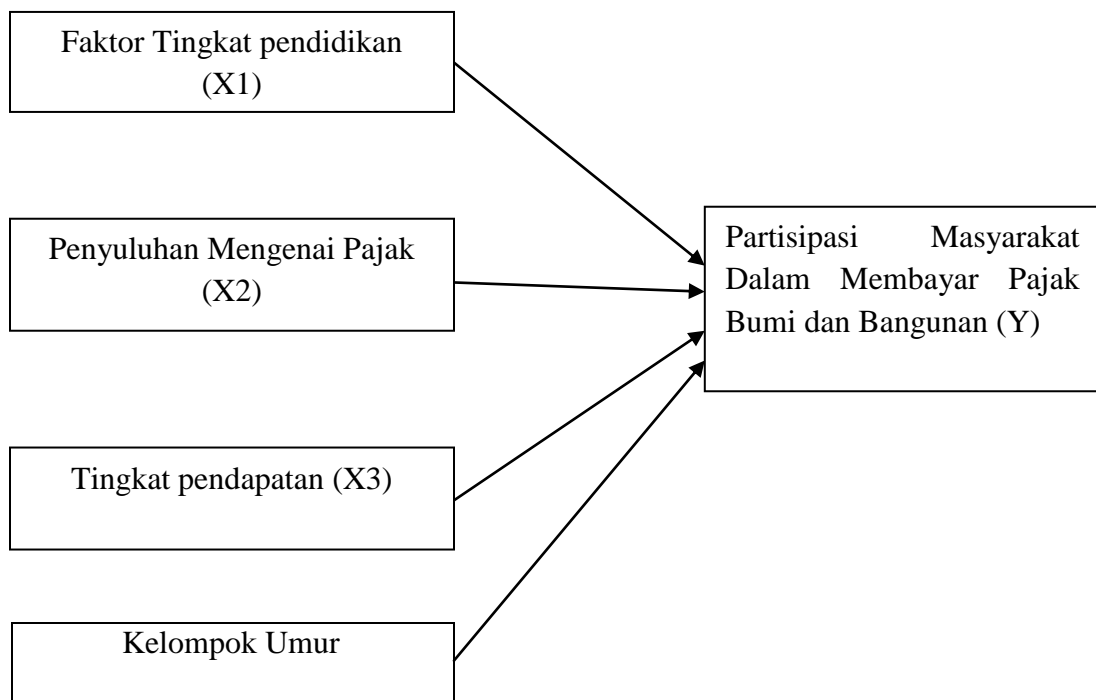 Faktor Tingkat pendidikan
(X1)
Penyuluhan Mengenai Pajak
(X2)
Tingkat pendapatan (X3)
Kelompok Umur
Partisipasi Masyarakat
Dalam Membayar Pajak
Bumi dan Bangunan (Y)